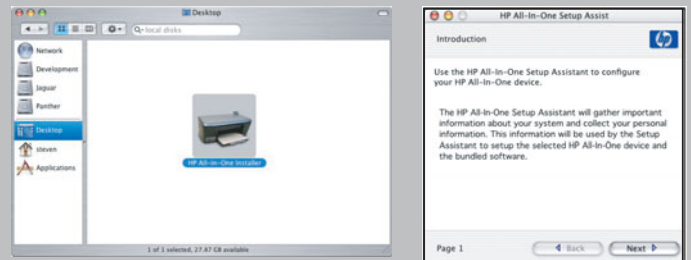 Desktop
local disks
Network
Development
Jaguar
Panther
Desktop
steven
Applications
HP All-in-One Installer
1 of 1 selected, 27.87 GB available
HP All-In-One Setup Assist
Introduction
hp
Use the HP All-In-One Setup Assistant to configure
your HP All-In-One device.
The HP All-In-One Setup Assistant will gather important
information about your system and collect your personal
information. This information will be used by the Setup
Assistant to setup the selected HP All-In-One device and
the bundled software.
Page 1
Back
Next